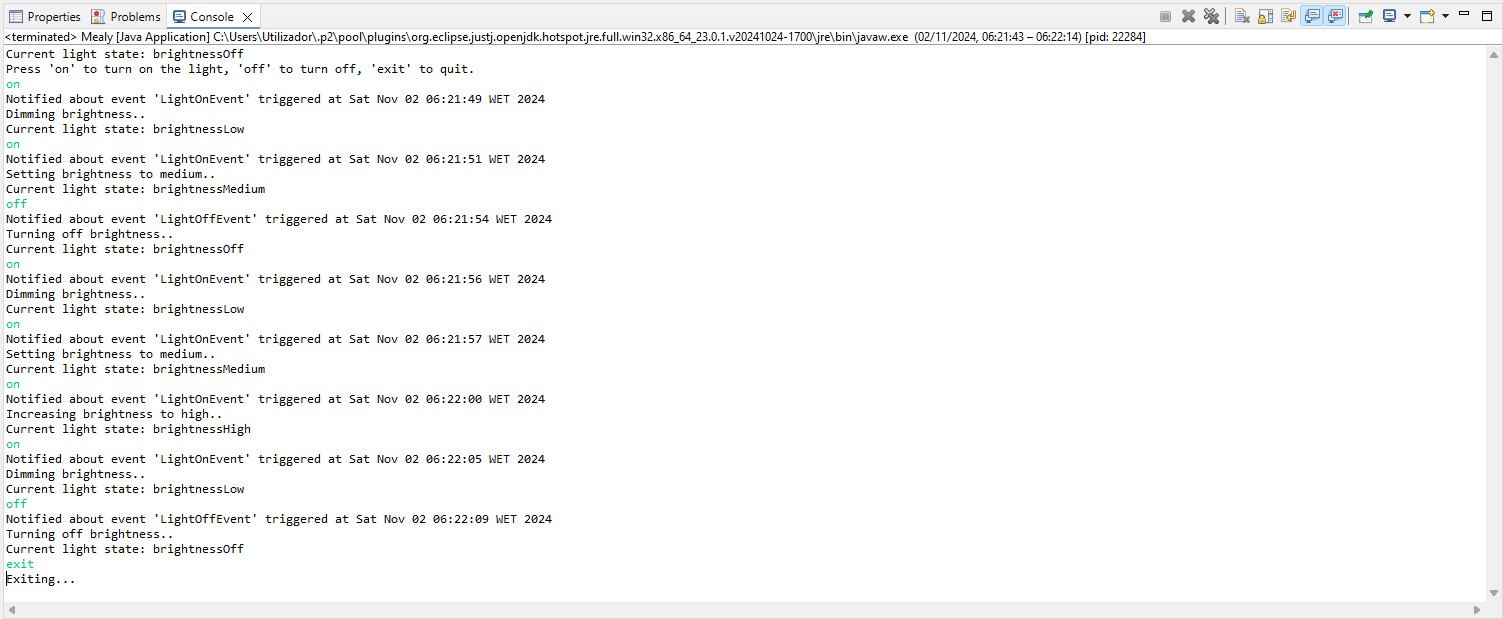 Properties Problems Console
<terminated> Mealy [Java Application] C:\Users\Utilizador\.p2\pool\plugins\org.eclipse.justj.openjdk.hotspot.jre.full.win32.x86_64_23.0.1.v20241024-1700\jre\bin\javaw.exe (02/11/2024, 06:21:43 – 06:22:14) [pid: 22284]
Current light state: brightnessOff
Press 'on' to turn on the light, 'off' to turn off, 'exit' to quit.
on
Notified about event 'LightOnEvent' triggered at Sat Nov 02 06:21:49 WET 2024
Dimming brightness..
Current light state: brightnessLow
on
Notified about event 'LightOnEvent' triggered at Sat Nov 02 06:21:51 WET 2024
Setting brightness to medium..
Current light state: brightnessMedium
off
Notified about event 'LightOffEvent' triggered at Sat Nov 02 06:21:54 WET 2024
Turning off brightness..
Current light state: brightnessOff
on
Notified about event 'LightOnEvent' triggered at Sat Nov 02 06:21:56 WET 2024
Dimming brightness..
Current light state: brightnessLow
on
Notified about event 'LightOnEvent' triggered at Sat Nov 02 06:21:57 WET 2024
Setting brightness to medium..
Current light state: brightnessMedium
on
Notified about event 'LightOnEvent' triggered at Sat Nov 02 06:22:00 WET 2024
Increasing brightness to high..
Current light state: brightnessHigh
on
Notified about event 'LightOnEvent' triggered at Sat Nov 02 06:22:05 WET 2024
Dimming brightness..
Current light state: brightnessLow
off
Notified about event 'LightOffEvent' triggered at Sat Nov 02 06:22:09 WET 2024
Turning off brightness..
Current light state: brightnessOff
exit
Exiting...